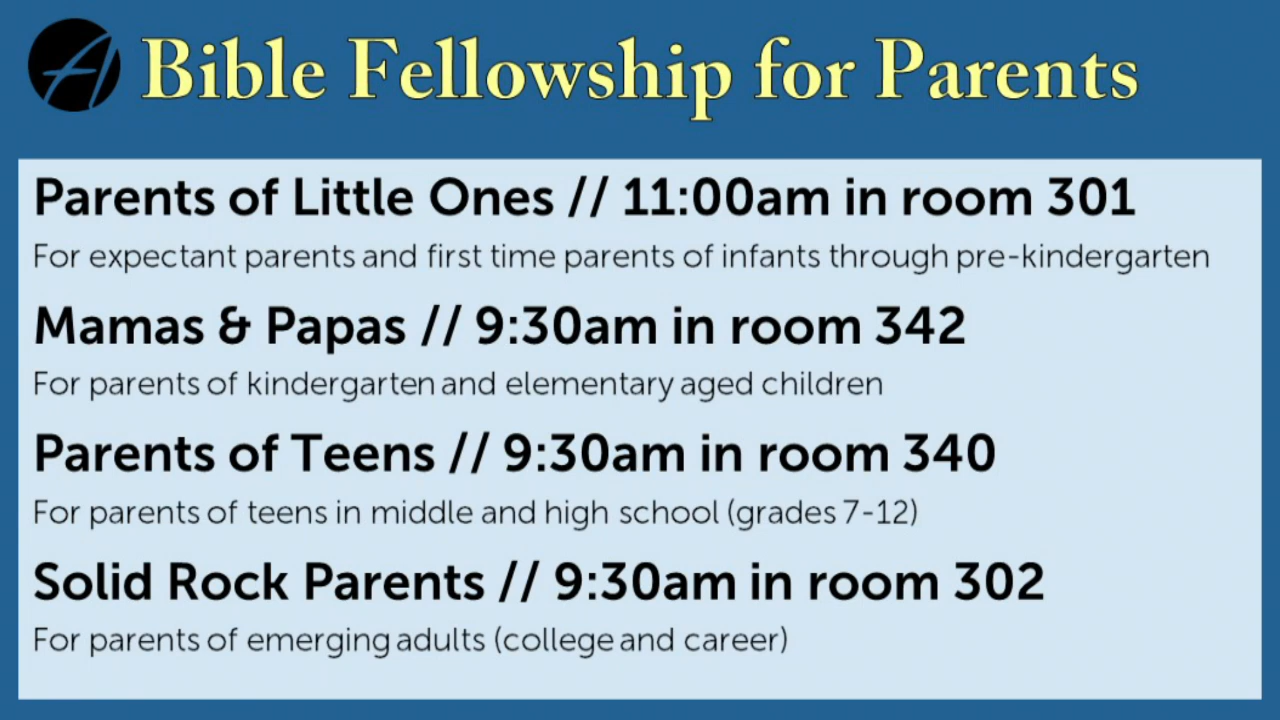 Bible Fellowship for Parents
Parents of Little Ones // 11:00am in room 301
For expectant parents and first time parents of infants through pre-kindergarten
Mamas & Papas // 9:30am in room 342
For parents of kindergarten and elementary aged children
Parents of Teens // 9:30am in room 340
For parents of teens in middle and high school (grades 7-12)
Solid Rock Parents // 9:30am in room 302
For parents of emerging adults (college and career)